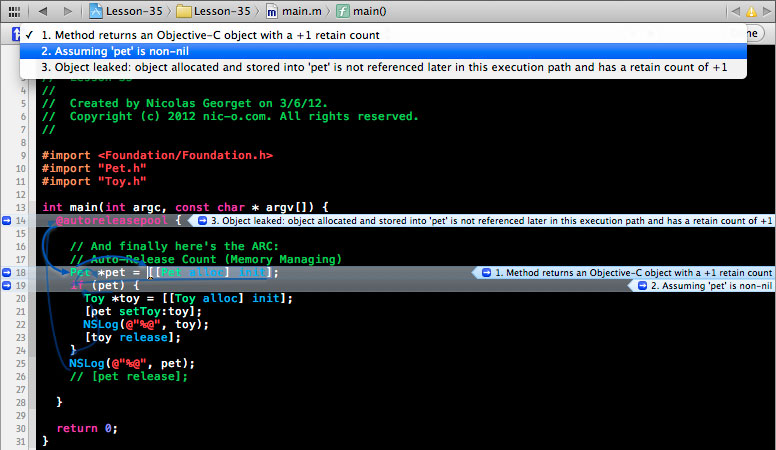 Lesson-35 Lesson-35 main.m main()
✓ 1. Method returns an Objective-C object with a +1 retain count
2. Assuming 'pet' is non-nil
3. Object leaked: object allocated and stored into 'pet' is not referenced later in this execution path and has a retain count of +1
4 //
5 // Created by Nicolas Georget on 3/6/12.
6 // Copyright (c) 2012 nic-o.com. All rights reserved.
7 //
8
9 #import <Foundation/Foundation.h>
10 #import "Pet.h"
11 #import "Toy.h"
12
13 int main(int argc, const char * argv[]) {
14 @autoreleasepool { 3. Object leaked: object allocated and stored into 'pet' is not referenced later in this execution path and has a retain count of +1
15
16 // And finally here's the ARC:
17 // Auto-Release Count (Memory Managing)
18 Pet *pet = [[Pet alloc] init]; 1. Method returns an Objective-C object with a +1 retain count
19 if (pet) { 2. Assuming 'pet' is non-nil
20 Toy *toy = [[Toy alloc] init];
21 [pet setToy:toy];
22 NSLog(@"%@", toy);
23 [toy release];
24 }
25 NSLog(@"%@", pet);
26 // [pet release];
27
28 }
29
30 return 0;
31 }